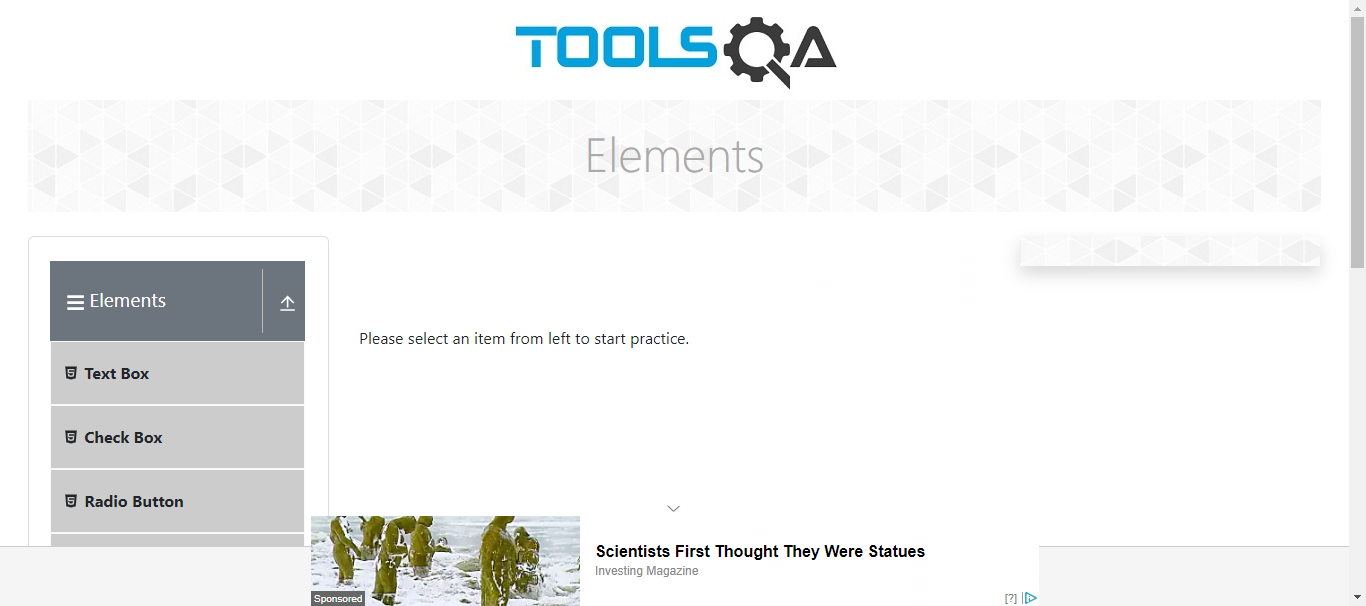 TOOLSQA
Elements
Elements
Please select an item from left to start practice.
Text Box
Check Box
Radio Button
Scientists First Thought They Were Statues
Investing Magazine
Sponsored
[?]